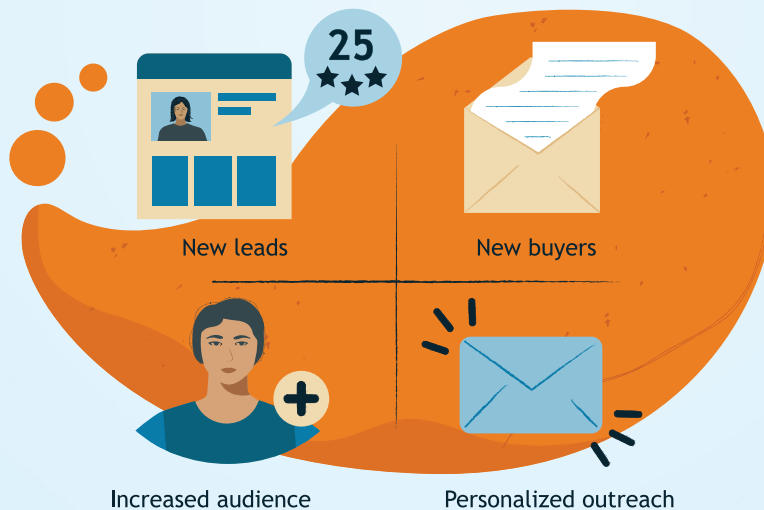 25
New leads
New buyers
Increased audience
Personalized outreach